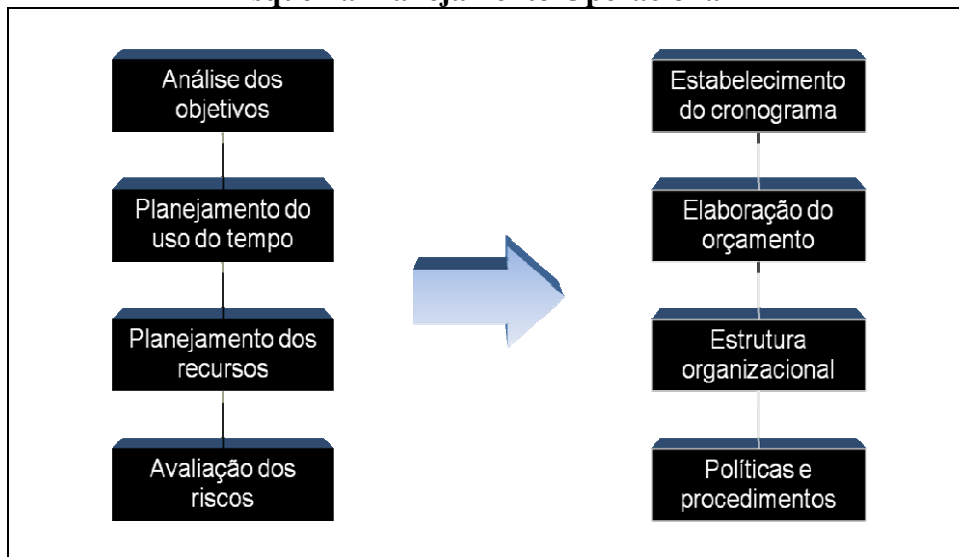 Análise dos
objetivos
Planejamento do
uso do tempo
Planejamento dos
recursos
Avaliação dos
riscos
Estabelecimento
do cronograma
Elaboração do
orçamento
Estrutura
organizacional
Políticas e
procedimentos